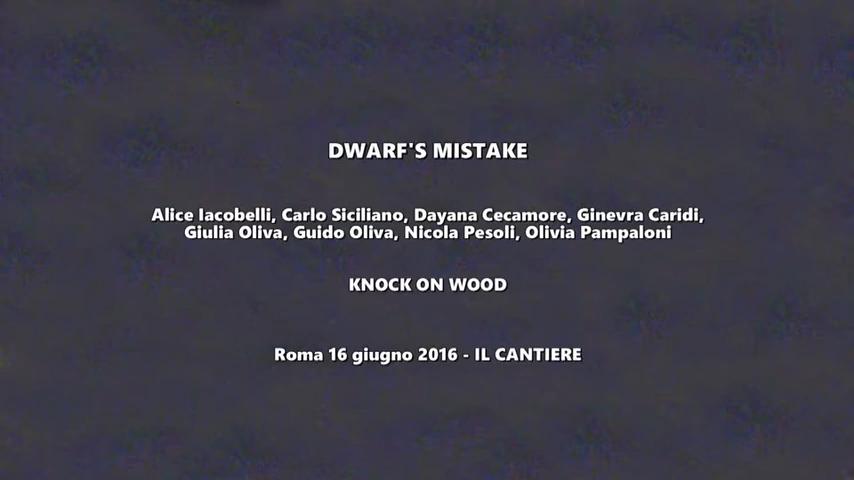 DWARF'S MISTAKE
Alice Iacobelli, Carlo Siciliano, Dayana Cecamore, Ginevra Caridi,
Giulia Oliva, Guido Oliva, Nicola Pesoli, Olivia Pampaloni
KNOCK ON WOOD
Roma 16 giugno 2016 - IL CANTIERE